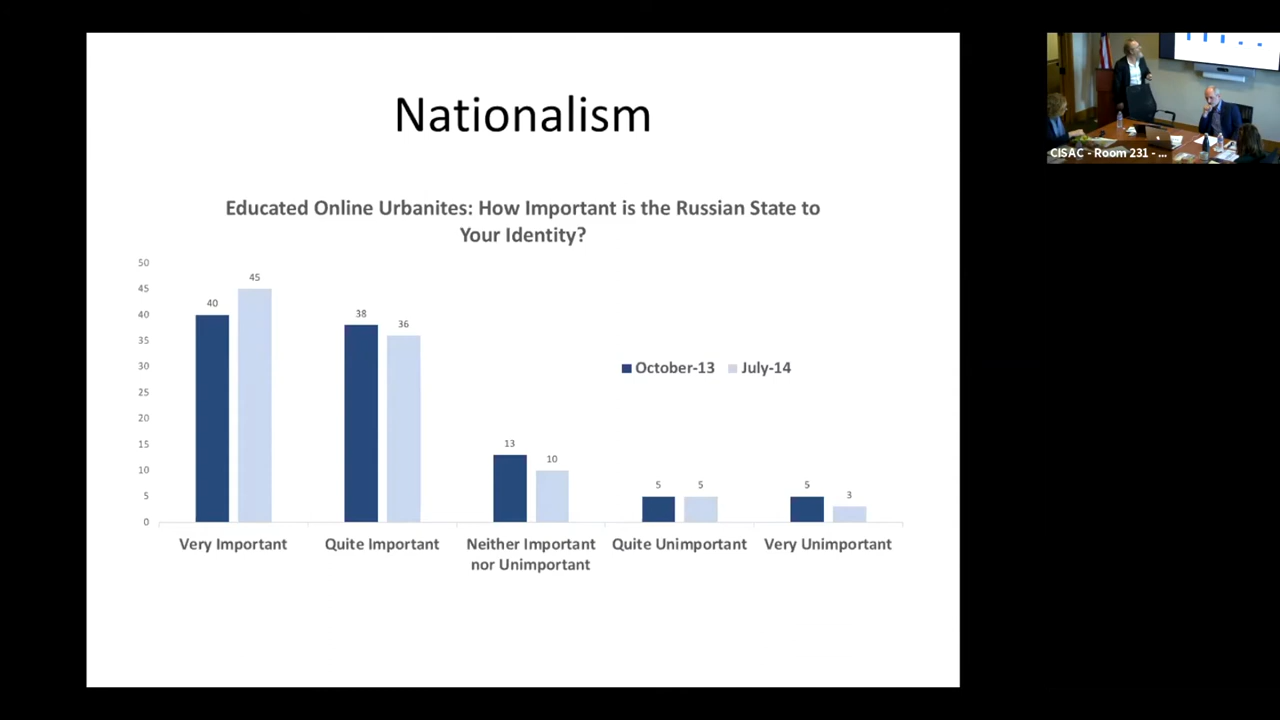 Nationalism
Educated Online Urbanites: How Important is the Russian State to
Your Identity?
50
45
40
35
30
25
20
15
10
5
0
40
45
38
36
13
10
5
5
5
3
October-13
July-14
Very Important
Quite Important
Neither Important
nor Unimportant
Quite Unimportant
Very Unimportant
CISAC - Room 231 - ...